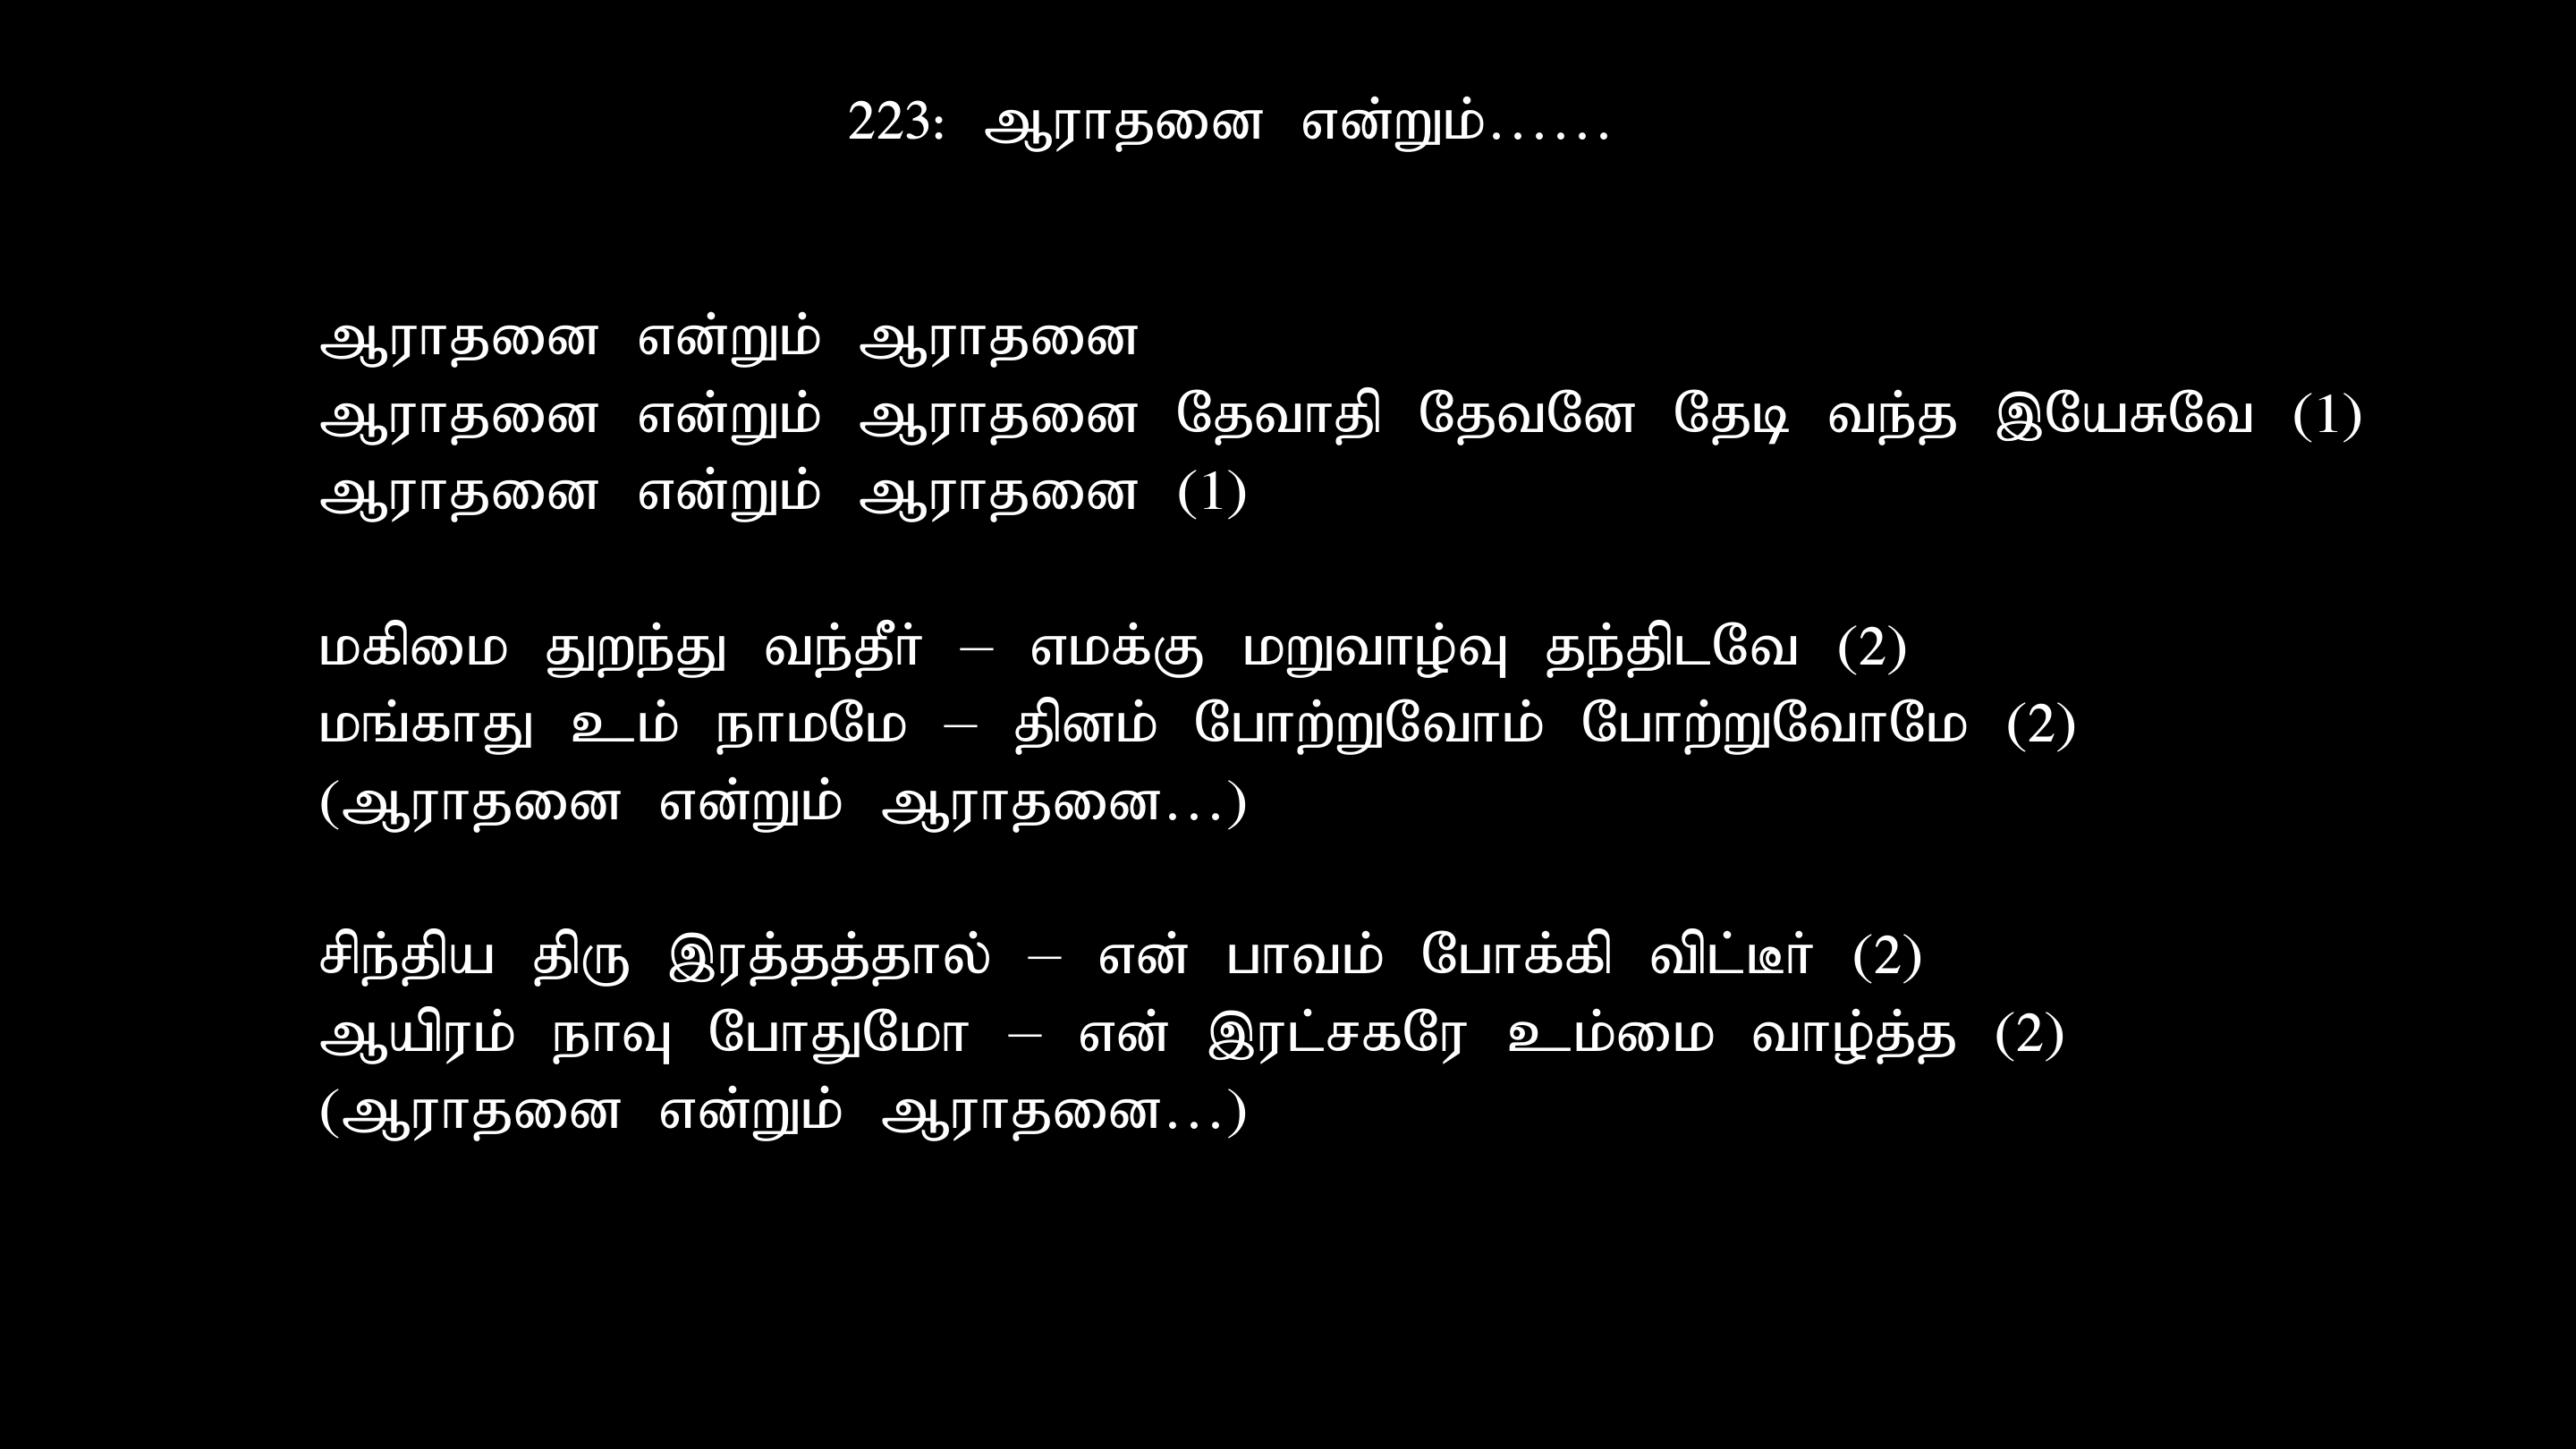 223: ஆராதனை என்றும்......
ஆராதனை என்றும் ஆராதனை
ஆராதனை என்றும் ஆராதனை தேவாதி தேவனே தேடி வந்த இயேசுவே (1)
ஆராதனை என்றும் ஆராதனை (1)
மகிமை துறந்து வந்தீர் – எமக்கு மறுவாழ்வு தந்திடவே (2)
மங்காது உம் நாமமே – தினம் போற்றுவோம் போற்றுவோமே (2)
(ஆராதனை என்றும் ஆராதனை...)
சிந்திய திரு இரத்தத்தால் – என் பாவம் போக்கி விட்டீர் (2)
ஆயிரம் நாவு போதுமோ – என் இரட்சகரே உம்மை வாழ்த்த (2)
(ஆராதனை என்றும் ஆராதனை...)